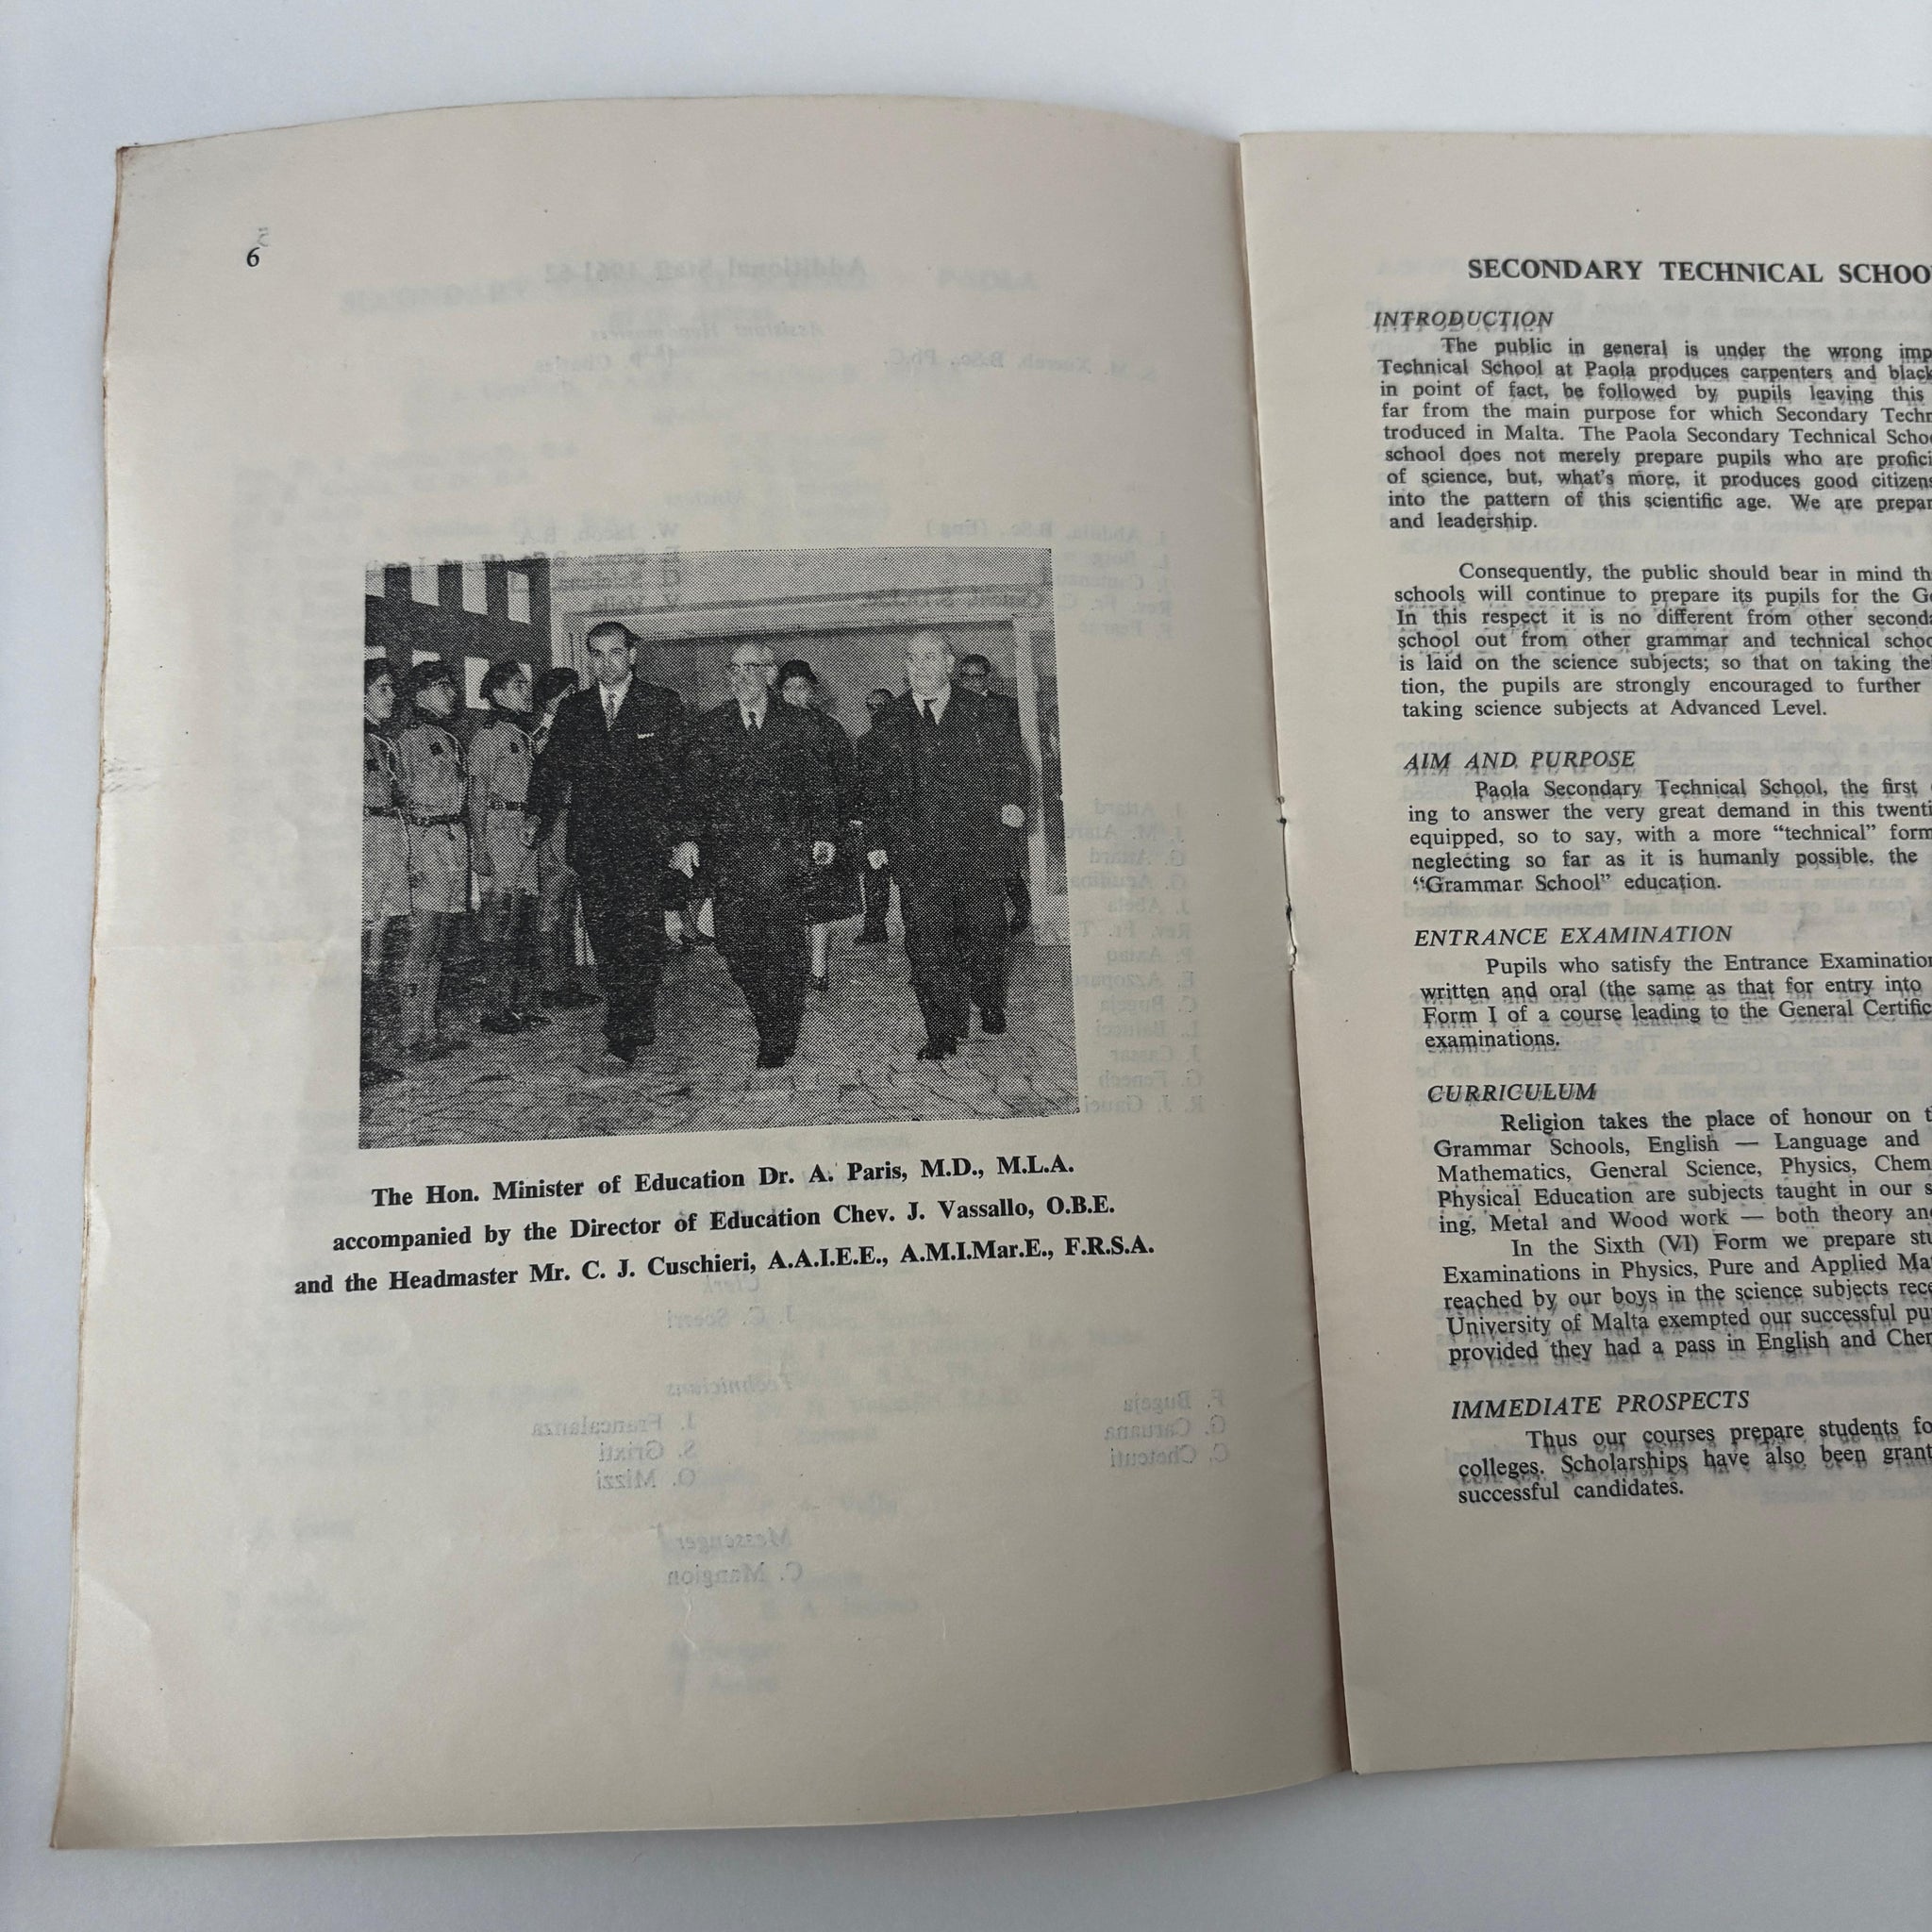 6
The Hon. Minister of Education Dr. A. Paris, M.D., M.L.A.
accompanied by the Director of Education Chev. J. Vassallo, O.B.E.
and the Headmaster Mr. C. J. Cuschieri, A.A.I.E.E., A.M.I.Mar.E., F.R.S.A.
SECONDARY TECHNICAL SCHOO
INTRODUCTION
The public in general is under the wrong imp
Technical School at Paola produces carpenters and black
in point of fact, be followed by pupils leaving this
far from the main purpose for which Secondary Techn
troduced in Malta. The Paola Secondary Technical Schoo
school does not merely prepare pupils who are profici
of science, but, what's more, it produces good citizens
into the pattern of this scientific age. We are prepar
and leadership.
Consequently, the public should bear in mind th
schools will continue to prepare its pupils for the G
In this respect it is no different from other seconda
school out from other grammar and technical schoo
is laid on the science subjects; so that on taking the
tion, the pupils are strongly encouraged to further
taking science subjects at Advanced Level.
AIM AND PURPOSE
Paola Secondary Technical School, the first
ing to answer the very great demand in this twenti
equipped, so to say, with a more "technical" form
neglecting so far as it is humanly possible, the
"Grammar School" education.
ENTRANCE EXAMINATION
Pupils who satisfy the Entrance Examination
written and oral (the same as that for entry into
Form I of a course leading to the General Certific
examinations.
CURRICULUM
Religion takes the place of honour on t
Grammar Schools, English — Language and
Mathematics, General Science, Physics, Chem
Physical Education are subjects taught in our s
ing, Metal and Wood work — both theory an
In the Sixth (VI) Form we prepare stu
Examinations in Physics, Pure and Applied Ma
reached by our boys in the science subjects rece
University of Malta exempted our successful pu
provided they had a pass in English and Cher
IMMEDIATE PROSPECTS
Thus our courses prepare students fo
colleges. Scholarships have also been grant
successful candidates.